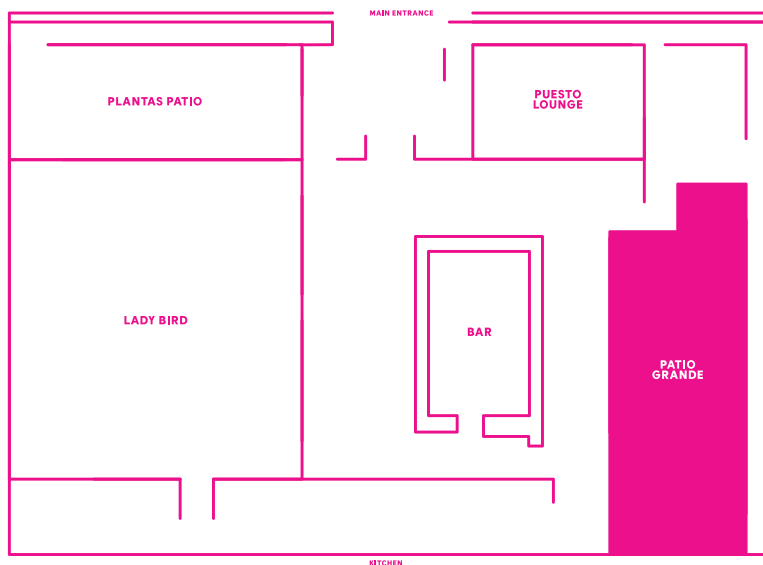 MAIN ENTRANCE
PLANTAS PATIO
PUESTO
LOUNGE
LADY BIRD
BAR
PATIO
GRANDE
KITCHEN